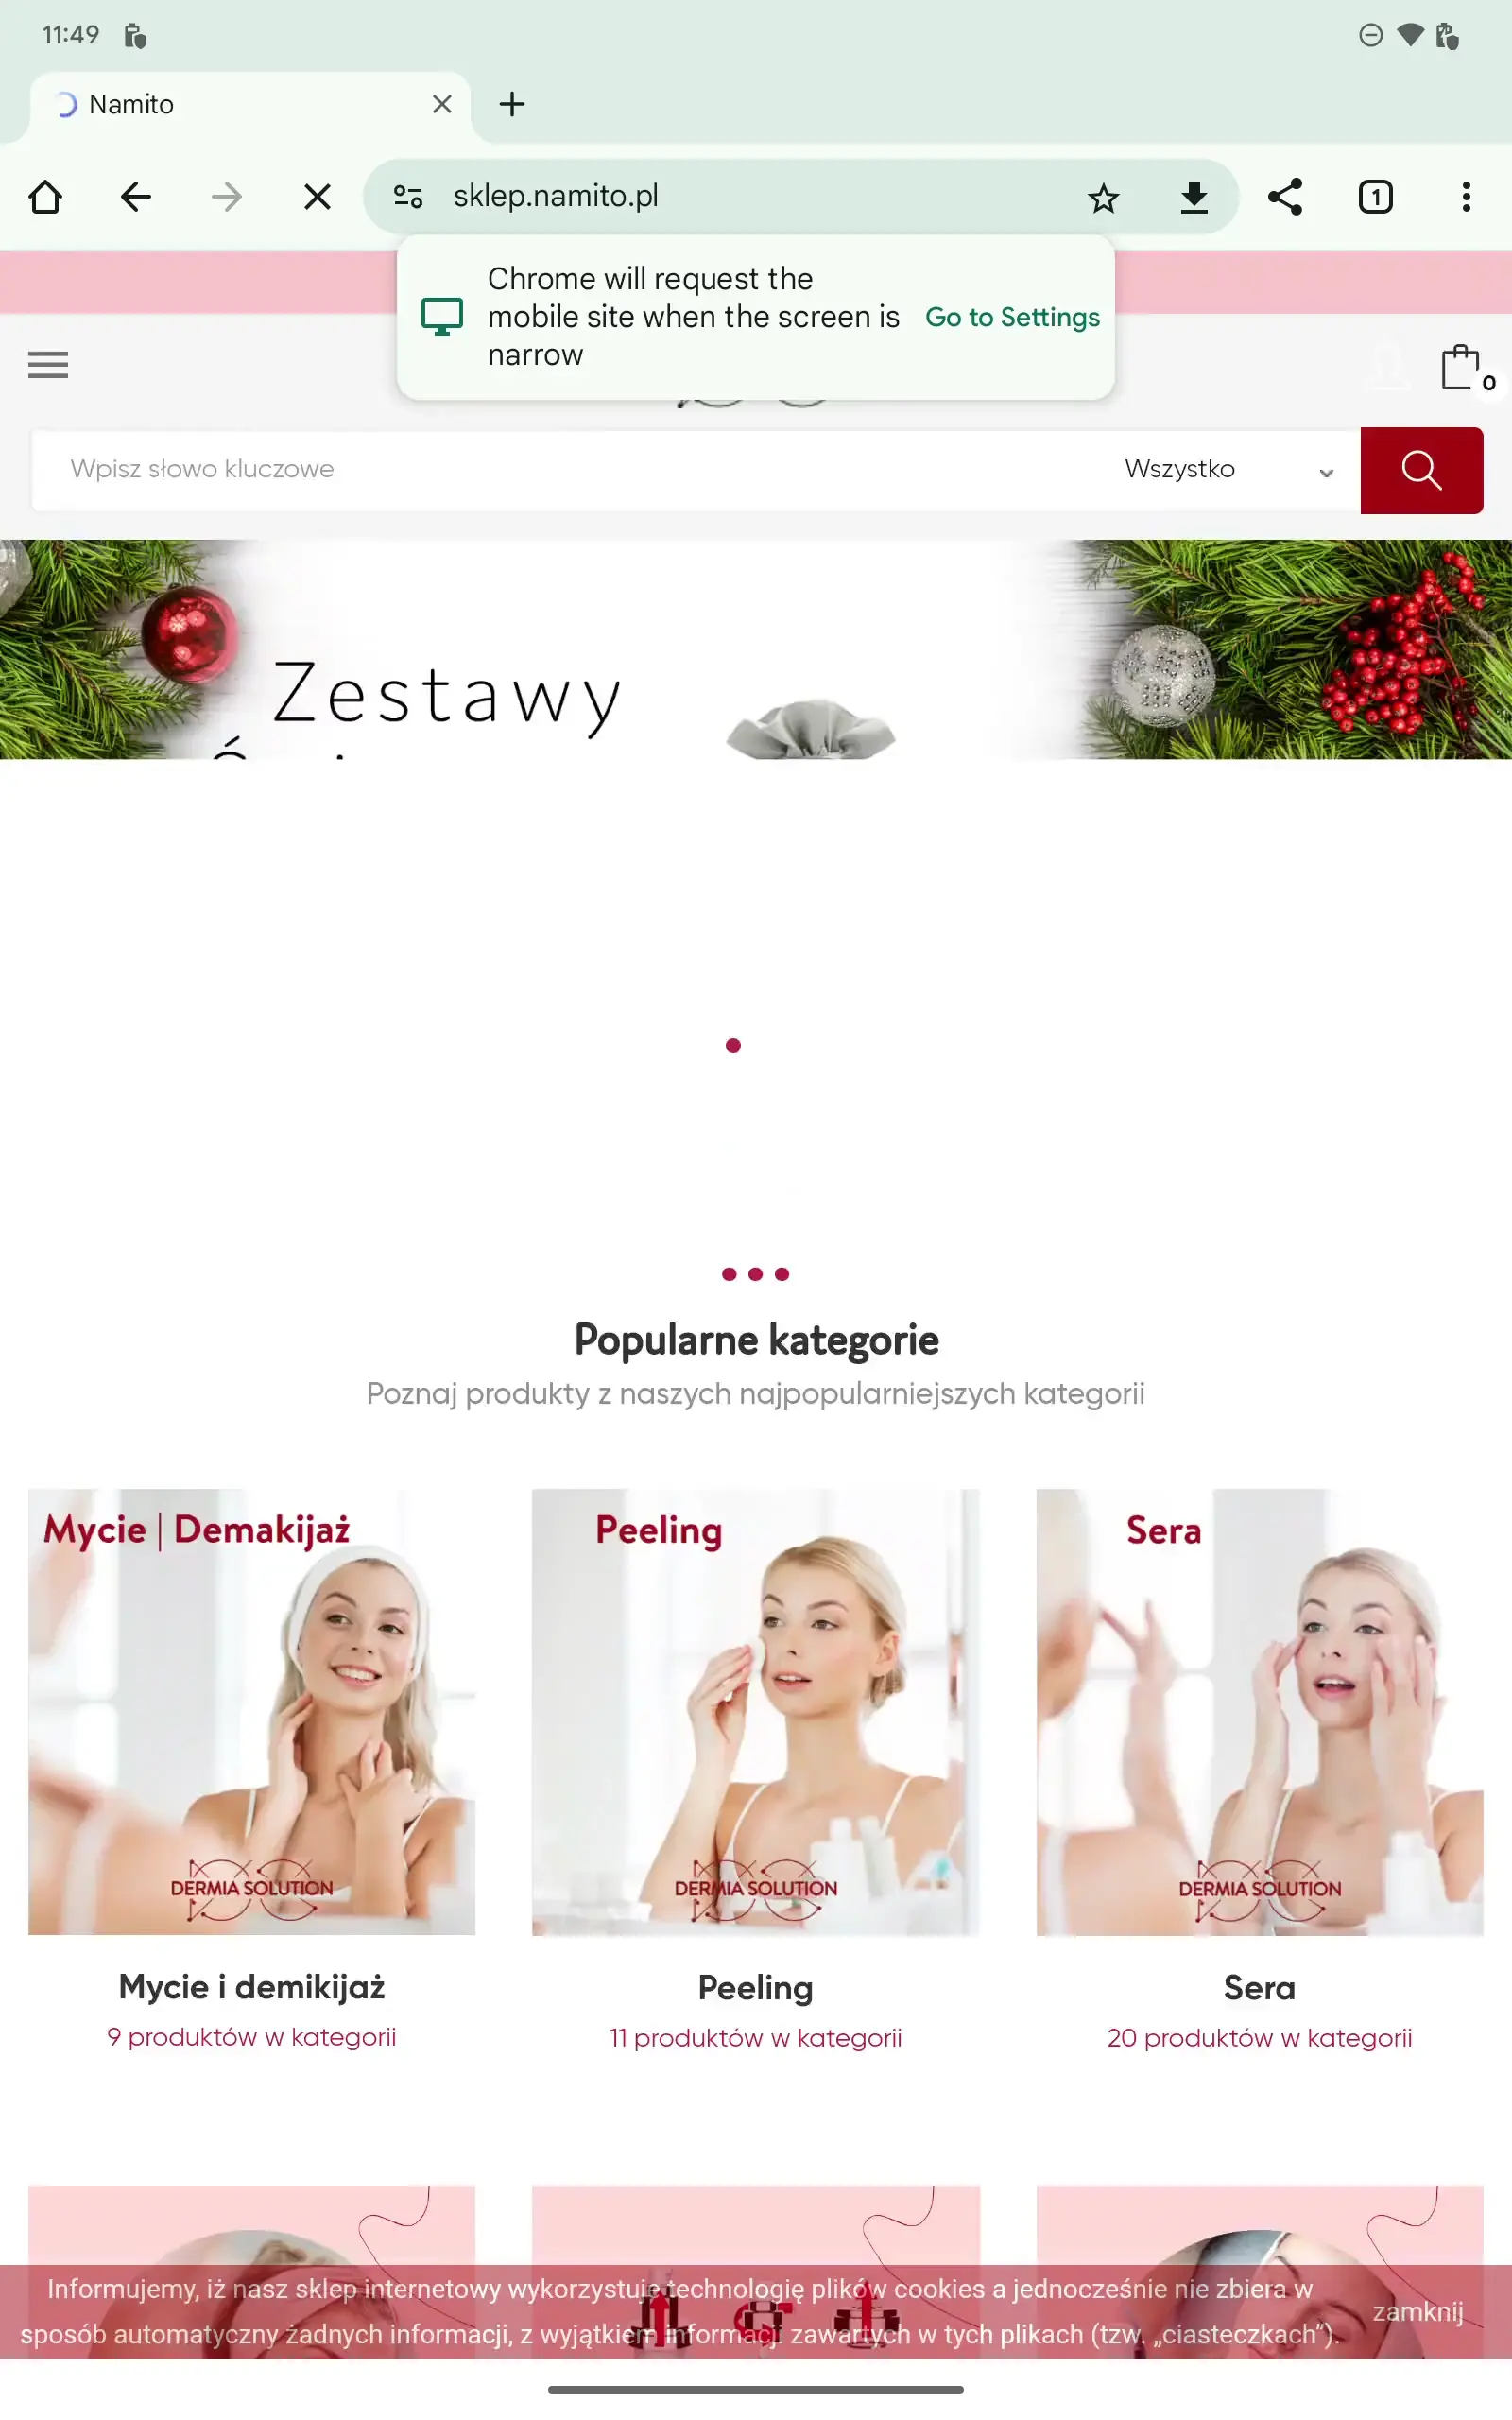 11:49
Namito
sklep.namito.pl
1
Chrome will request the
mobile site when the screen is
narrow
Go to Settings
0
Wpisz słowo kluczowe
Wszystko
Zestawy
Popularne kategorie
Poznaj produkty z naszych najpopularniejszych kategorii
Mycie | Demakijaż
Peeling
Sera
DERMIA SOLUTION
DERMIA SOLUTION
DERMIA SOLUTION
Mycie i demikijaż
Peeling
Sera
9 produktów w kategorii
11 produktów w kategorii
20 produktów w kategorii
Informujemy, iż nasz sklep internetowy wykorzystuje technologię plików cookies a jednocześnie nie zbiera w
sposób automatyczny żadnych informacji, z wyjątkiem informacji zawartych w tych plikach (tzw. „ciasteczkach”).
zamknij